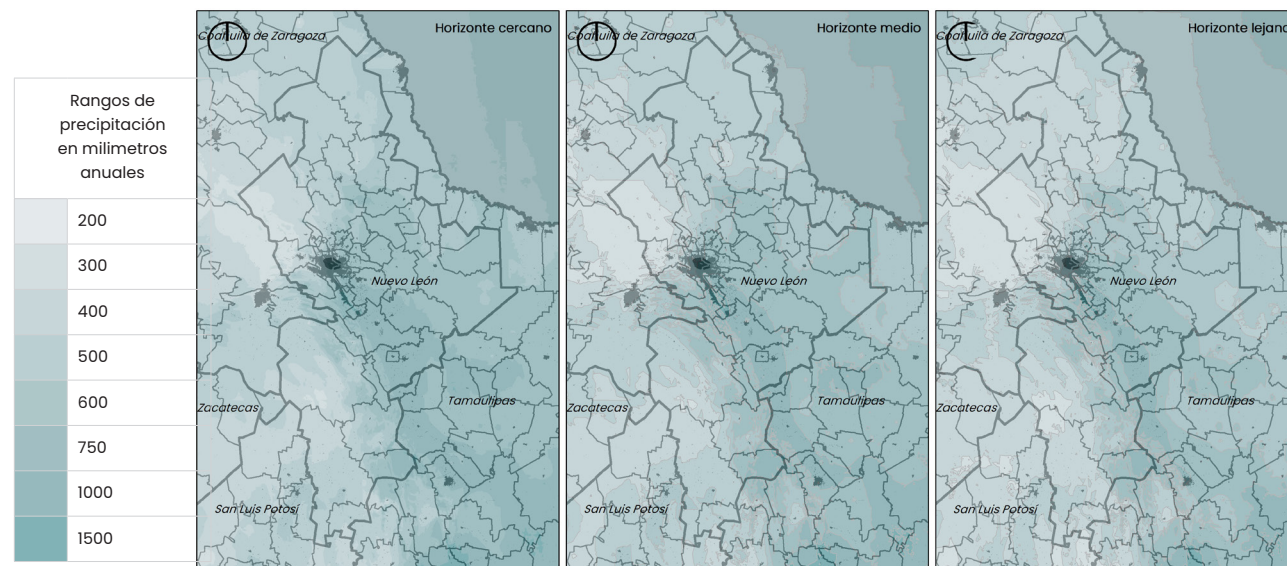 Rangos de
precipitación
en milimetros
anuales
200
300
400
500
600
750
1000
1500
Horizonte cercano
Coahuila de Zaragoza
Nuevo León
Tamaulipas
Zacatecas
San Luis Potosí
Horizonte medio
Coahuila de Zaragoza
Nuevo León
Tamaulipas
Zacatecas
San Luis Potosí
Horizonte lejano
Coahuila de Zaragoza
Nuevo León
Tamaulipas
Zacatecas
San Luis Potosí